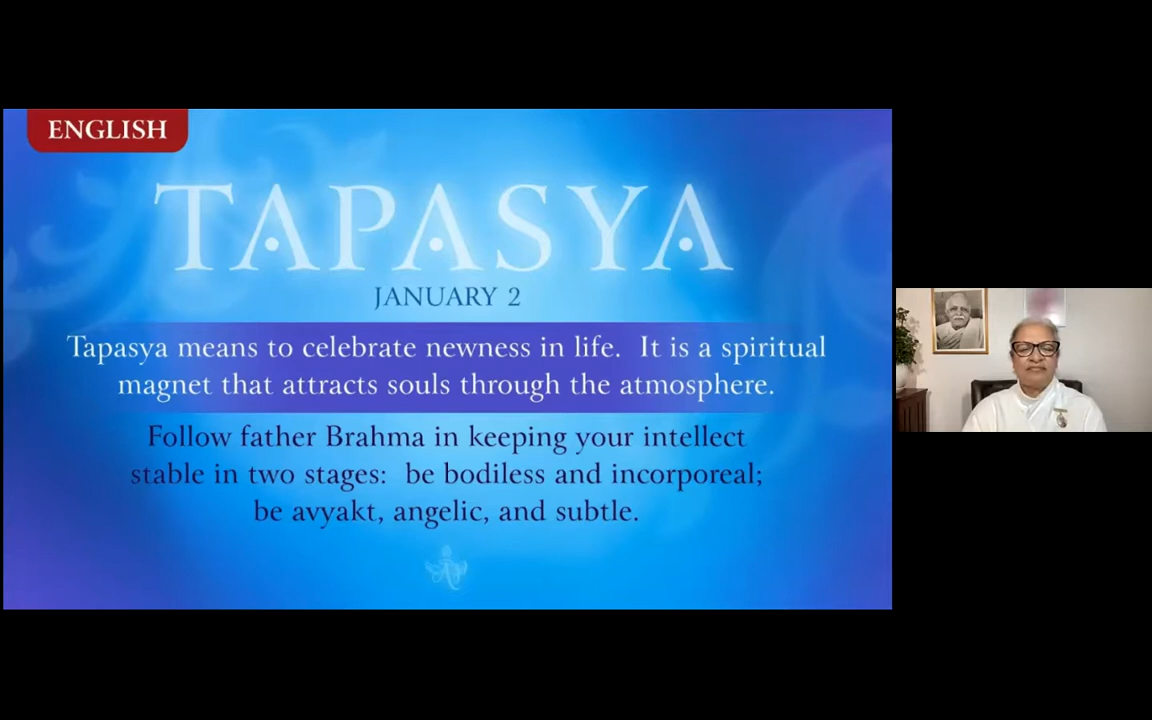 ENGLISH
TAPASYA
JANUARY 2
Tapasya means to celebrate newness in life. It is a spiritual
magnet that attracts souls through the atmosphere.
Follow father Brahma in keeping your intellect
stable in two stages: be bodiless and incorporeal;
be avyakt, angelic, and subtle.